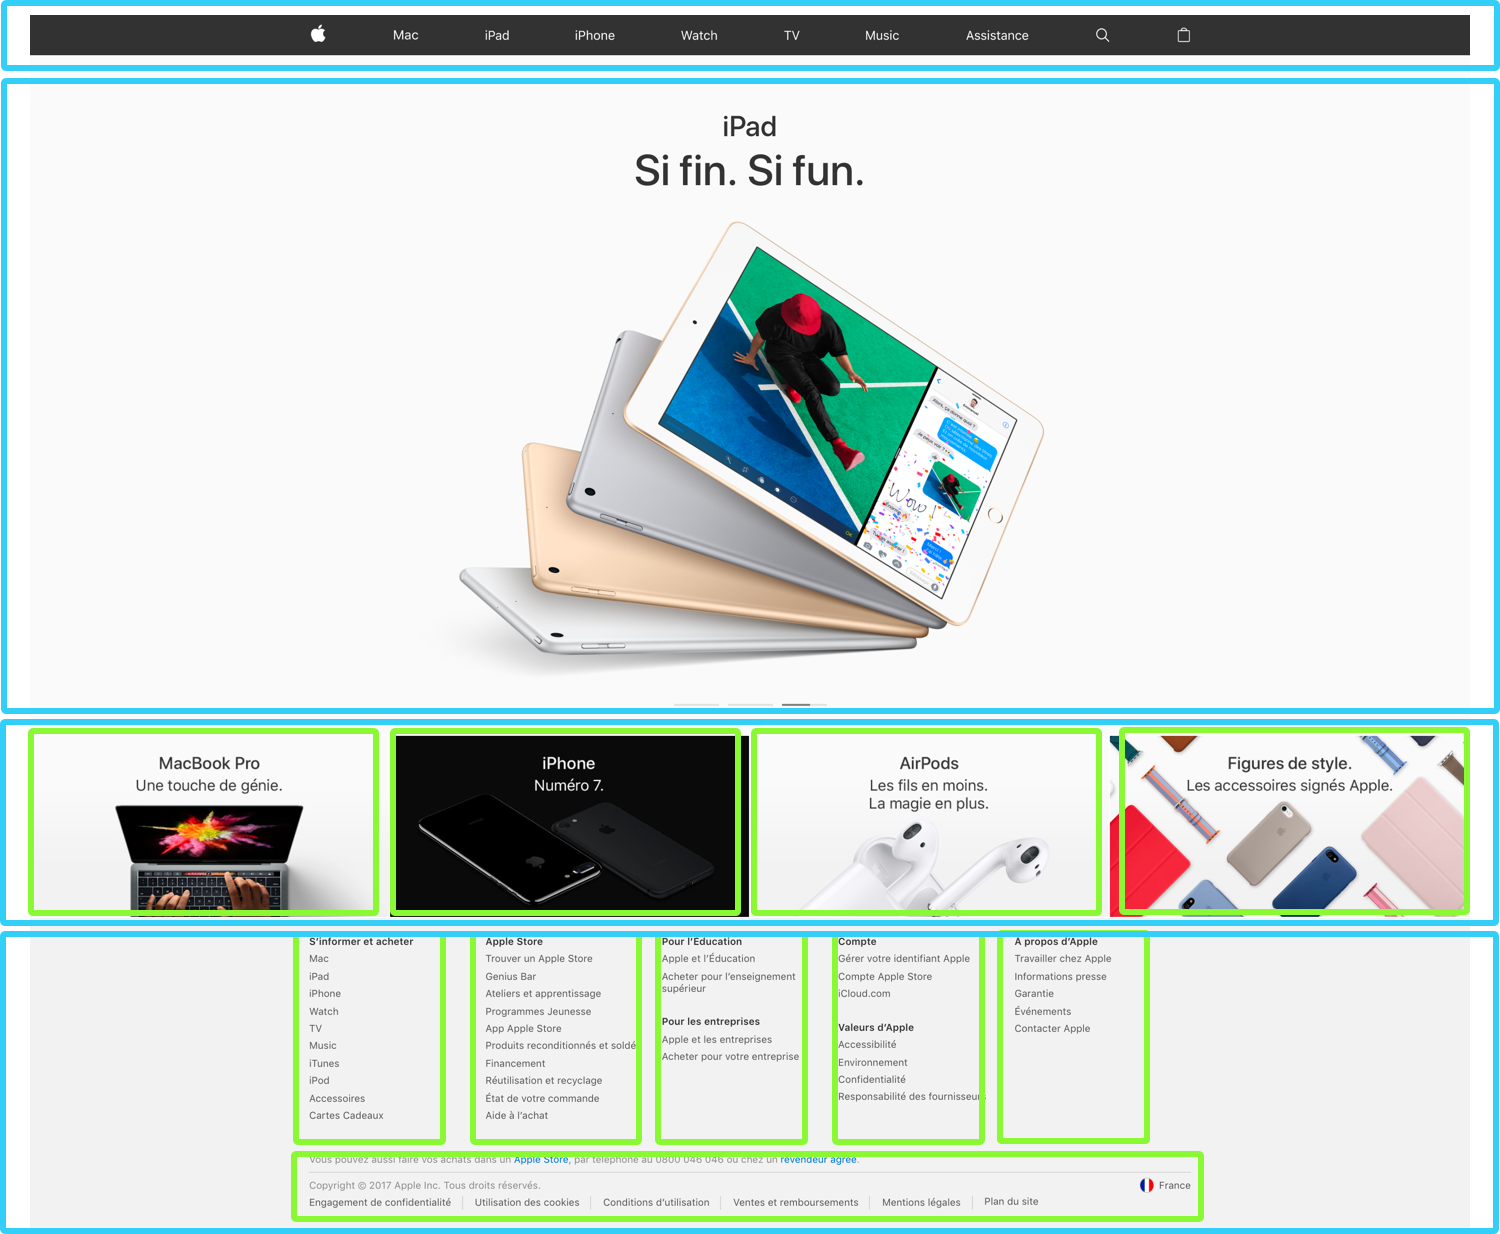 Mac iPad iPhone Watch TV Music Assistance
iPad
Si fin. Si fun.
Wow !
MacBook Pro
Une touche de génie.
iPhone
Numéro 7.
AirPods
Les fils en moins.
La magie en plus.
Figures de style.
Les accessoires signés Apple.
S’informer et acheter
Mac
iPad
iPhone
Watch
TV
Music
iTunes
iPod
Accessoires
Cartes Cadeaux
Apple Store
Trouver un Apple Store
Genius Bar
Ateliers et apprentissage
Programmes Jeunesse
App Apple Store
Produits reconditionnés et soldé
Financement
Réutilisation et recyclage
État de votre commande
Aide à l’achat
Pour l’Éducation
Apple et l’Éducation
Acheter pour l’enseignement
supérieur
Pour les entreprises
Apple et les entreprises
Acheter pour votre entreprise
Compte
Gérer votre identifiant Apple
Compte Apple Store
iCloud.com
Valeurs d’Apple
Accessibilité
Environnement
Confidentialité
Responsabilité des fournisseurs
À propos d’Apple
Travailler chez Apple
Informations presse
Garantie
Événements
Contacter Apple
Vous pouvez aussi faire vos achats dans un Apple Store, par téléphone au 0800 046 046 ou chez un revendeur agréé.
Copyright © 2017 Apple Inc. Tous droits réservés.
France
Engagement de confidentialité Utilisation des cookies Conditions d’utilisation Ventes et remboursements Mentions légales Plan du site